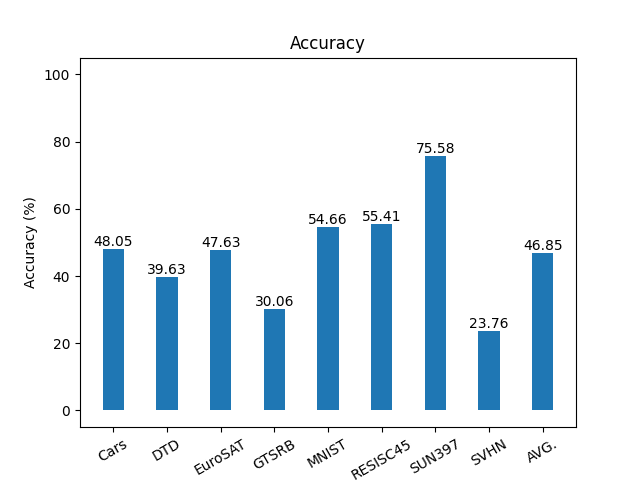 Accuracy
100
80
60
40
20
0
Accuracy (%)
48.05
39.63
47.63
30.06
54.66
55.41
75.58
23.76
46.85
Cars
DTD
EuroSAT
GTSRB
MNIST
RESISC45
SUN397
SVHN
AVG.